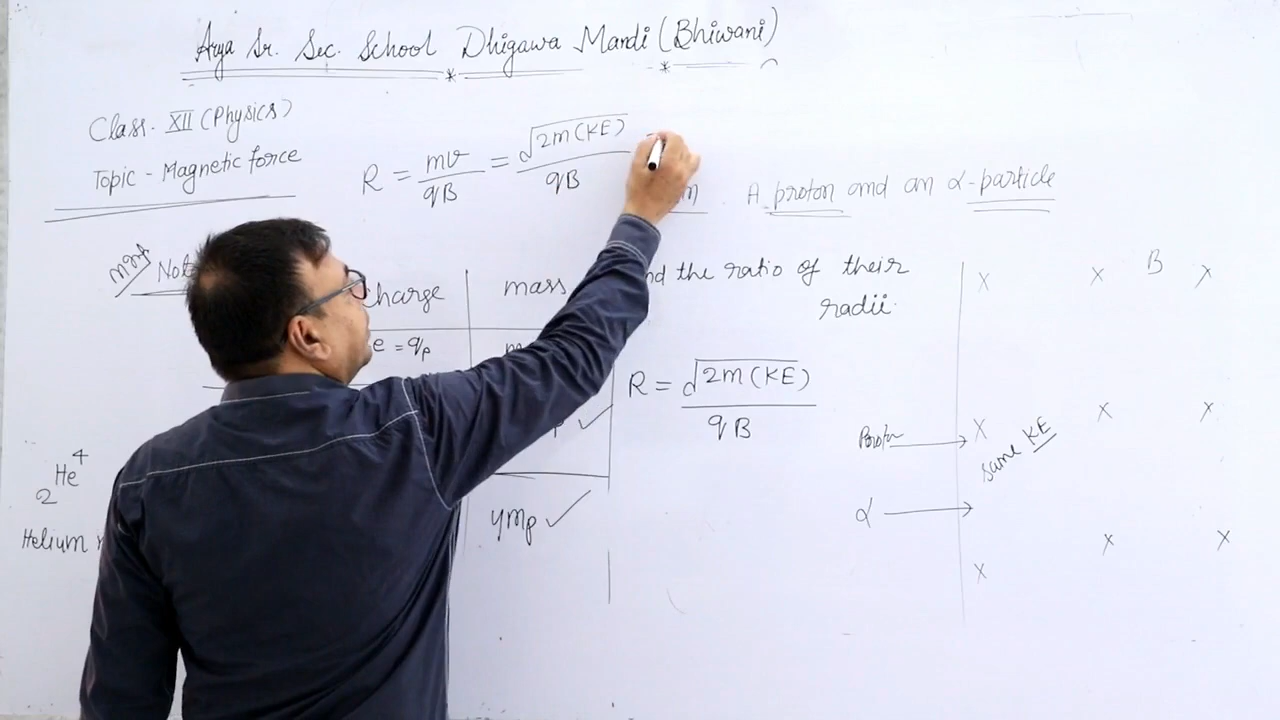 Arya Sr. Sec. School Dhigawa Mandi (Bhiwani)
Class - XII (Physics)
Topic - Magnetic force
R = mv/qB = √2m(KE)/qB
A proton and an α-particle
the ratio of their
radii.
charge mass
e = qp
R = √2m(KE)/qB
4mp ✓
₂He⁴
Helium
B
x x x
x x x
x x x
Proton →
same KE
α →